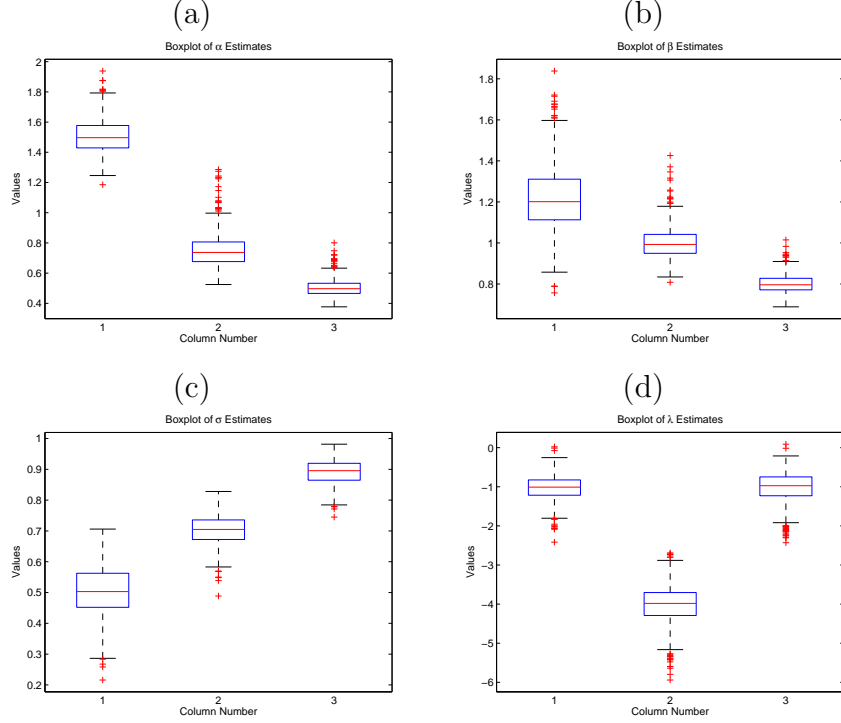 (a)
Boxplot of α Estimates
2
1.8
1.6
1.4
1.2
1
0.8
0.6
0.4
Values
1 2 3
Column Number
(b)
Boxplot of β Estimates
1.8
1.6
1.4
1.2
1
0.8
Values
1 2 3
Column Number
(c)
Boxplot of σ Estimates
1
0.9
0.8
0.7
0.6
0.5
0.4
0.3
0.2
Values
1 2 3
Column Number
(d)
Boxplot of λ Estimates
0
−1
−2
−3
−4
−5
−6
Values
1 2 3
Column Number